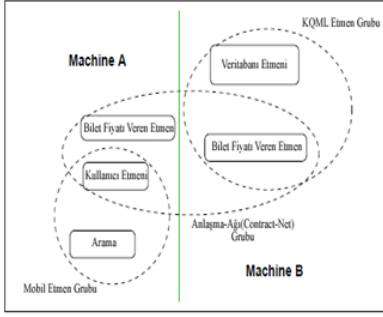 KQML Etmen Grubu
Machine A
Veritabanı Etmeni
Bilet Fiyatı Veren Etmen
Bilet Fiyatı Veren Etmen
Kullanıcı Etmeni
Anlaşma-Ağı(Contract-Net)
Grubu
Arama
Machine B
Mobil Etmen Grubu